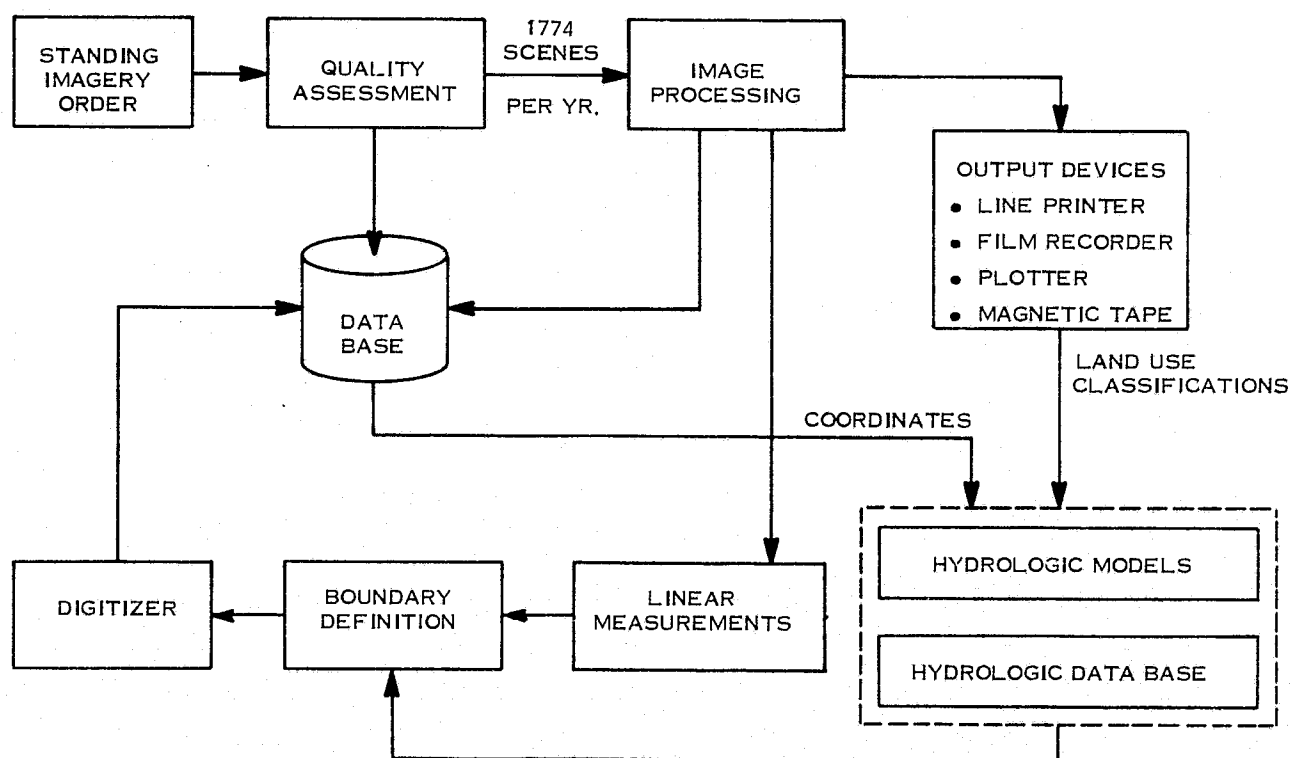 STANDING
IMAGERY
ORDER
QUALITY
ASSESSMENT
1774
SCENES
PER YR.
IMAGE
PROCESSING
OUTPUT DEVICES
• LINE PRINTER
• FILM RECORDER
• PLOTTER
• MAGNETIC TAPE
DATA
BASE
LAND USE
CLASSIFICATIONS
COORDINATES
DIGITIZER
BOUNDARY
DEFINITION
LINEAR
MEASUREMENTS
HYDROLOGIC MODELS
HYDROLOGIC DATA BASE